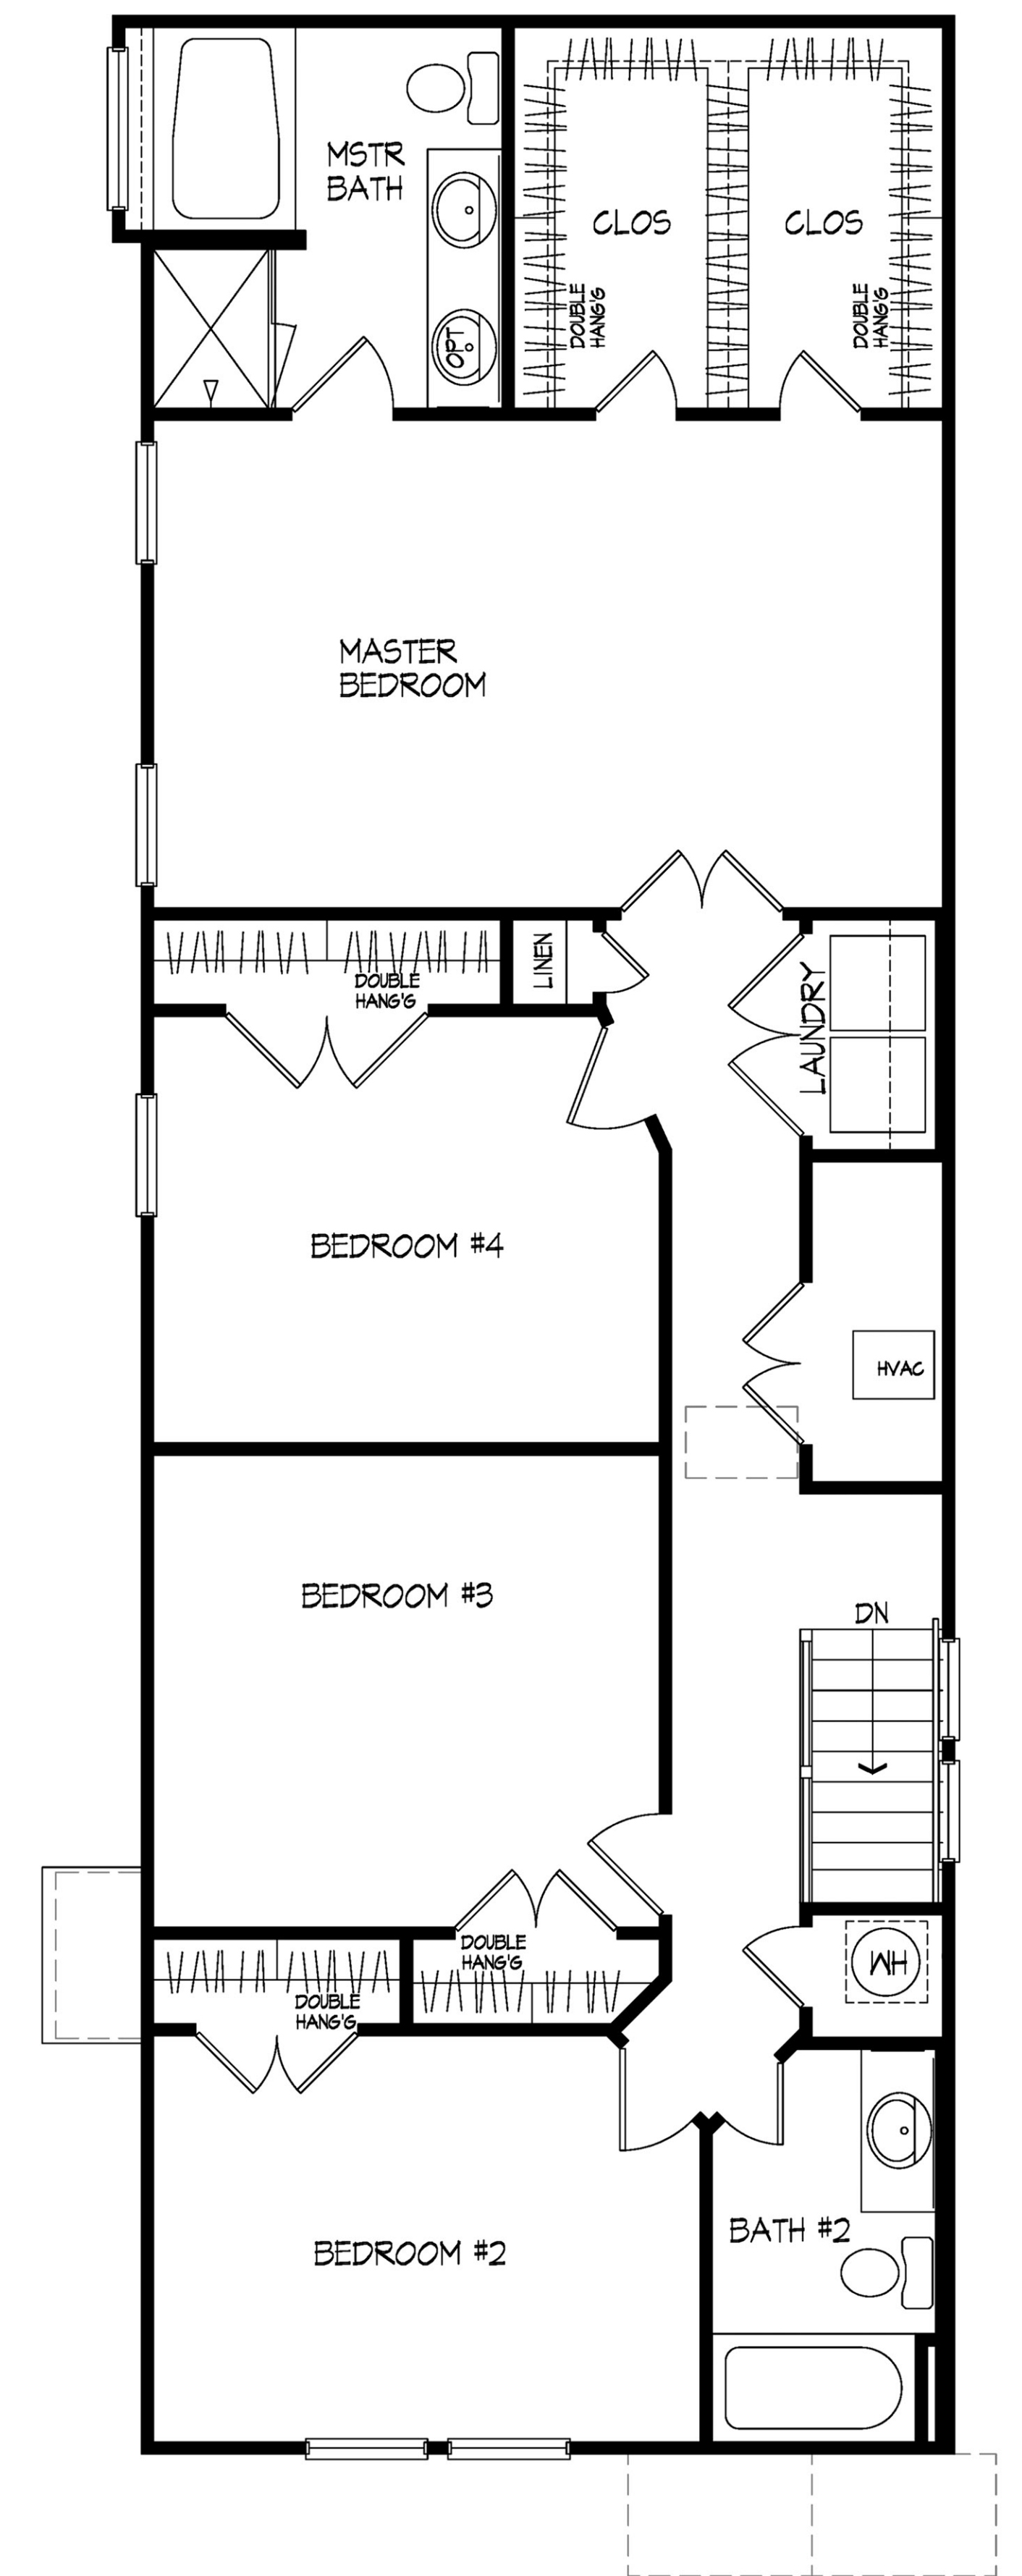 MSTR
BATH
CLOS
CLOS
DOUBLE
HANG'G
DOUBLE
HANG'G
OPT
MASTER
BEDROOM
LINEN
DOUBLE
HANG'G
LAUNDRY
BEDROOM #4
HVAC
BEDROOM #3
DN
DOUBLE
HANG'G
WH
DOUBLE
HANG'G
BATH #2
BEDROOM #2